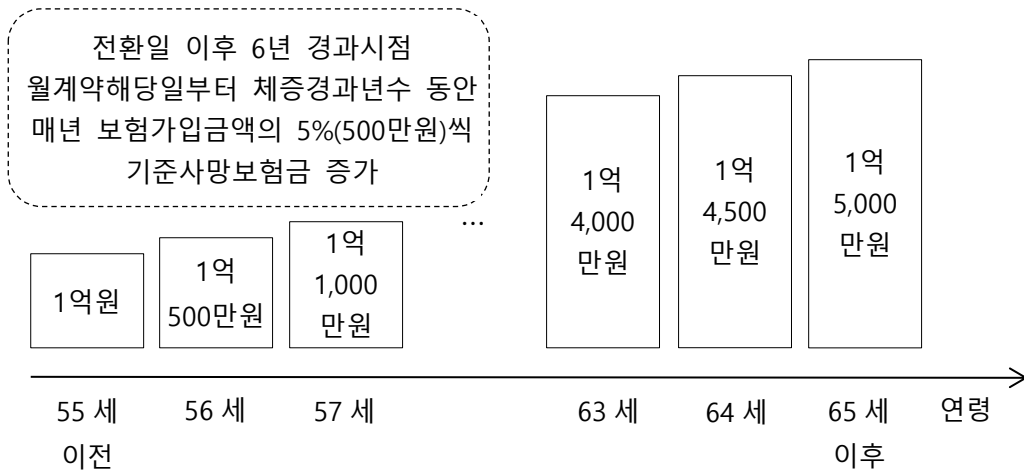 전환일 이후 6년 경과시점
월계약해당일부터 체증경과년수 동안
매년 보험가입금액의 5%(500만원)씩
기준사망보험금 증가
...
1억원
1억
500만원
1억
1,000
만원
1억
4,000
만원
1억
4,500
만원
1억
5,000
만원
55 세
이전
56 세
57 세
63 세
64 세
65 세
이후
연령